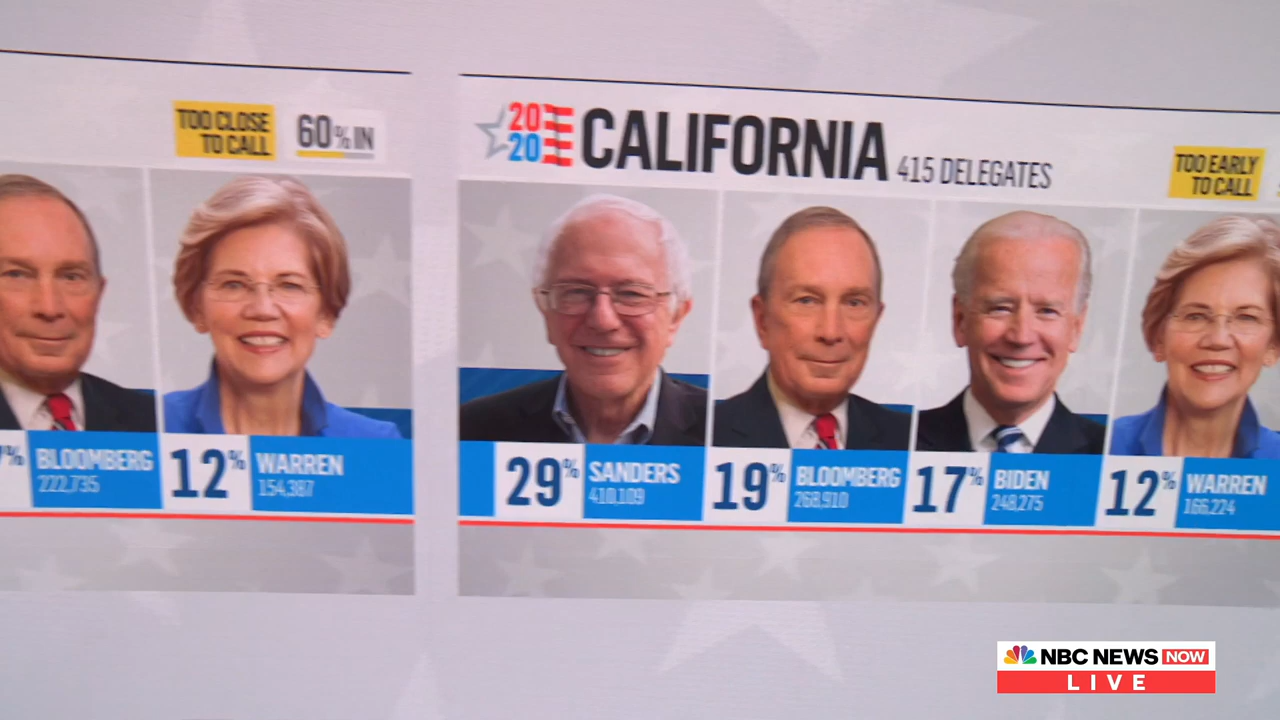 TOO CLOSE
TO CALL
60% IN
% BLOOMBERG
222,735
12% WARREN
154,387
2020 CALIFORNIA 415 DELEGATES
TOO EARLY
TO CALL
29% SANDERS
410,109
19% BLOOMBERG
268,910
17% BIDEN
248,275
12% WARREN
166,224
NBC NEWS NOW
LIVE